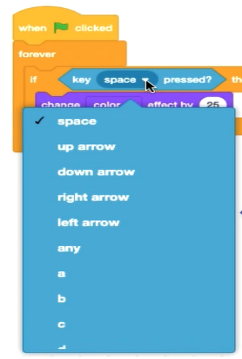 when clicked
forever
if key space pressed?
change color effect by 25
space
up arrow
down arrow
right arrow
left arrow
any
a
b
c